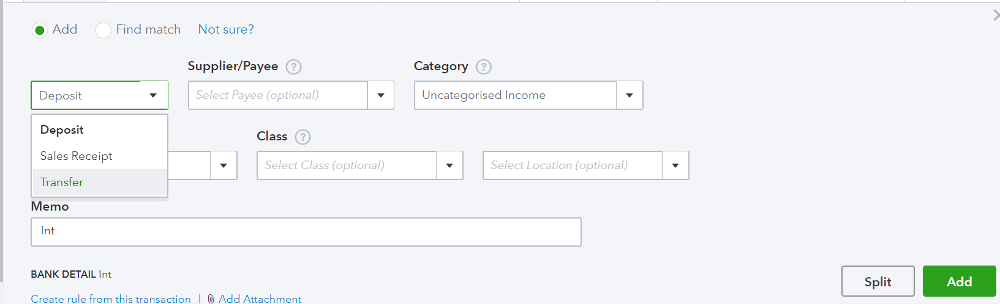 Add Find match Not sure?
Supplier/Payee ? Category ?
Deposit Select Payee (optional) Uncategorised Income
Deposit
Class ?
Sales Receipt
Select Class (optional) Select Location (optional)
Transfer
Memo
Int
BANK DETAIL Int
Split Add
Create rule from this transaction | Add Attachment